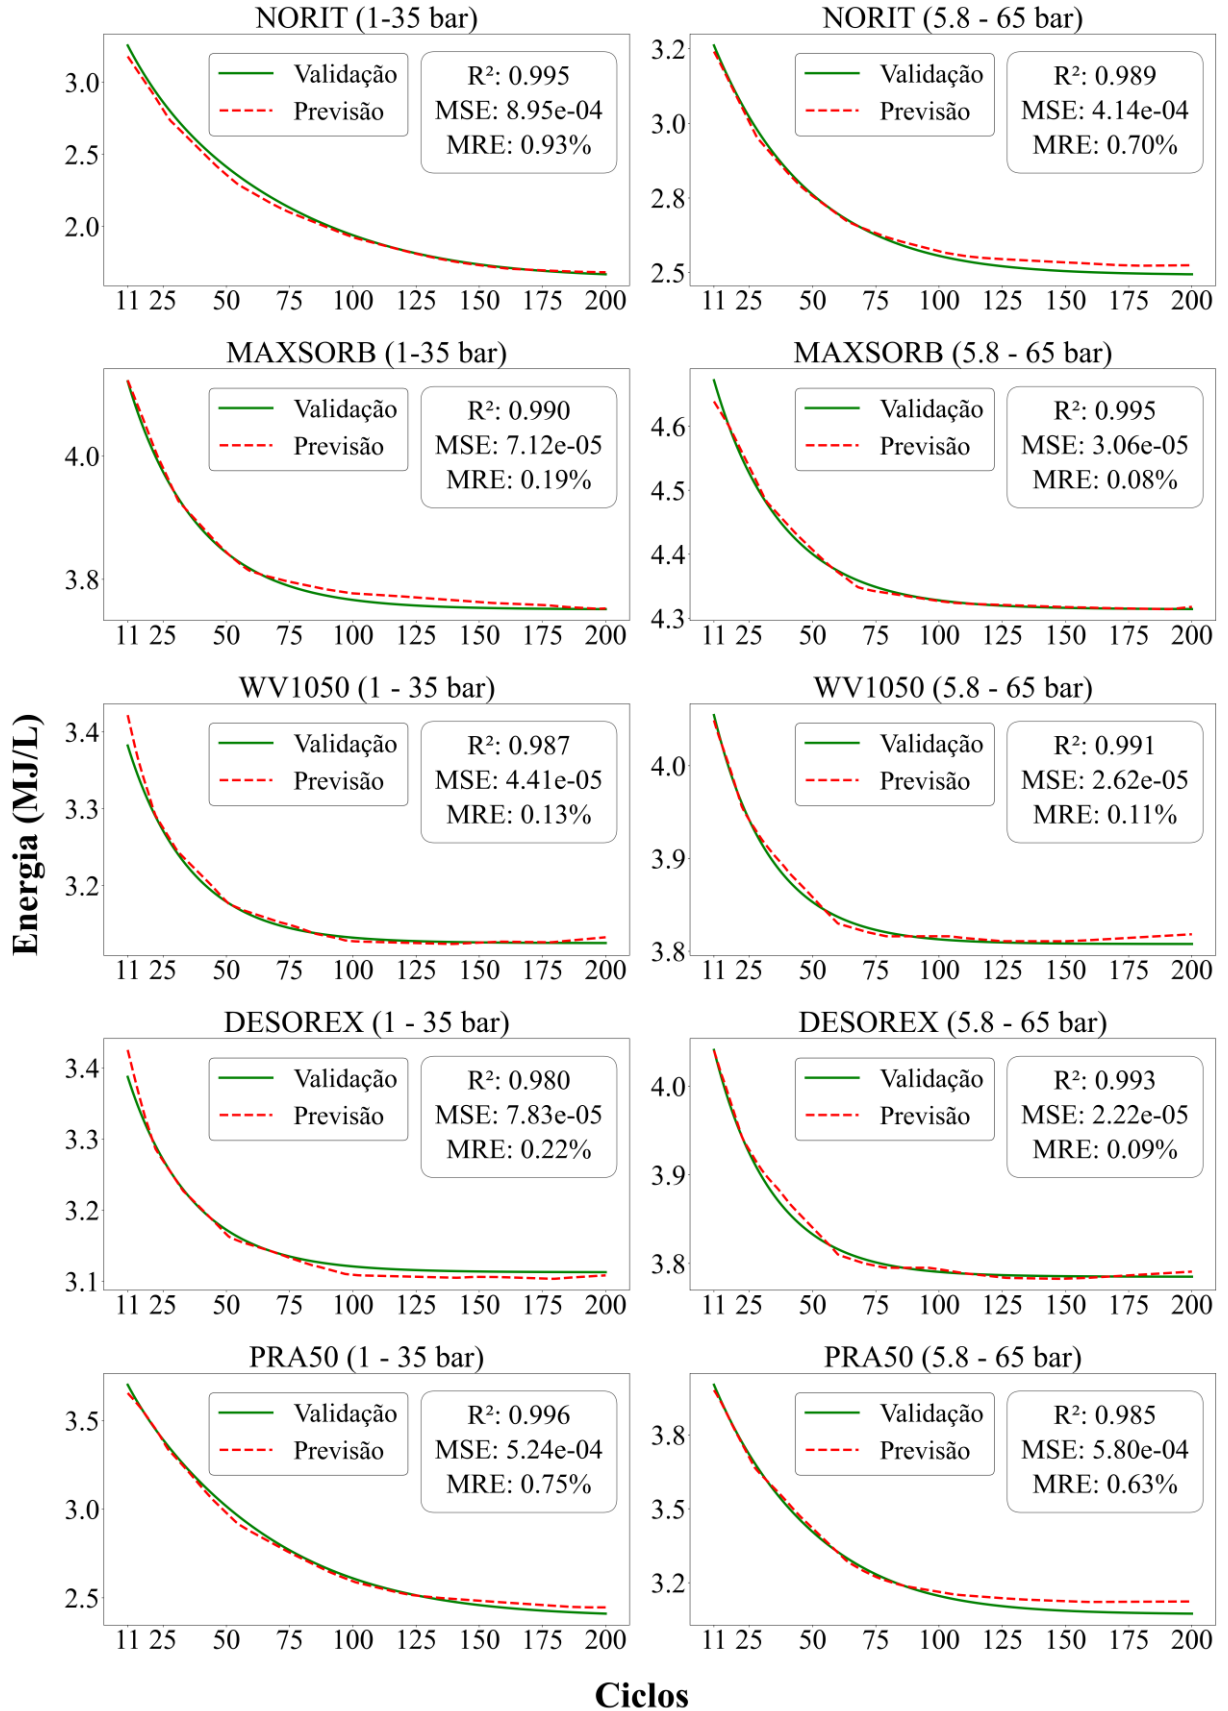 NORIT (1-35 bar)
Validação
Previsão
R²: 0.995
MSE: 8.95e-04
MRE: 0.93%
3.0
2.5
2.0
11 25 50 75 100 125 150 175 200
NORIT (5.8 - 65 bar)
Validação
Previsão
R²: 0.989
MSE: 4.14e-04
MRE: 0.70%
3.2
3.0
2.8
2.5
11 25 50 75 100 125 150 175 200
MAXSORB (1-35 bar)
Validação
Previsão
R²: 0.990
MSE: 7.12e-05
MRE: 0.19%
4.0
3.8
11 25 50 75 100 125 150 175 200
MAXSORB (5.8 - 65 bar)
Validação
Previsão
R²: 0.995
MSE: 3.06e-05
MRE: 0.08%
4.6
4.5
4.4
4.3
11 25 50 75 100 125 150 175 200
Energia (MJ/L)
WV1050 (1 - 35 bar)
Validação
Previsão
R²: 0.987
MSE: 4.41e-05
MRE: 0.13%
3.4
3.3
3.2
11 25 50 75 100 125 150 175 200
WV1050 (5.8 - 65 bar)
Validação
Previsão
R²: 0.991
MSE: 2.62e-05
MRE: 0.11%
4.0
3.9
3.8
11 25 50 75 100 125 150 175 200
DESOREX (1 - 35 bar)
Validação
Previsão
R²: 0.980
MSE: 7.83e-05
MRE: 0.22%
3.4
3.3
3.2
3.1
11 25 50 75 100 125 150 175 200
DESOREX (5.8 - 65 bar)
Validação
Previsão
R²: 0.993
MSE: 2.22e-05
MRE: 0.09%
4.0
3.9
3.8
11 25 50 75 100 125 150 175 200
PRA50 (1 - 35 bar)
Validação
Previsão
R²: 0.996
MSE: 5.24e-04
MRE: 0.75%
3.5
3.0
2.5
11 25 50 75 100 125 150 175 200
PRA50 (5.8 - 65 bar)
Validação
Previsão
R²: 0.985
MSE: 5.80e-04
MRE: 0.63%
3.8
3.5
3.2
11 25 50 75 100 125 150 175 200
Ciclos